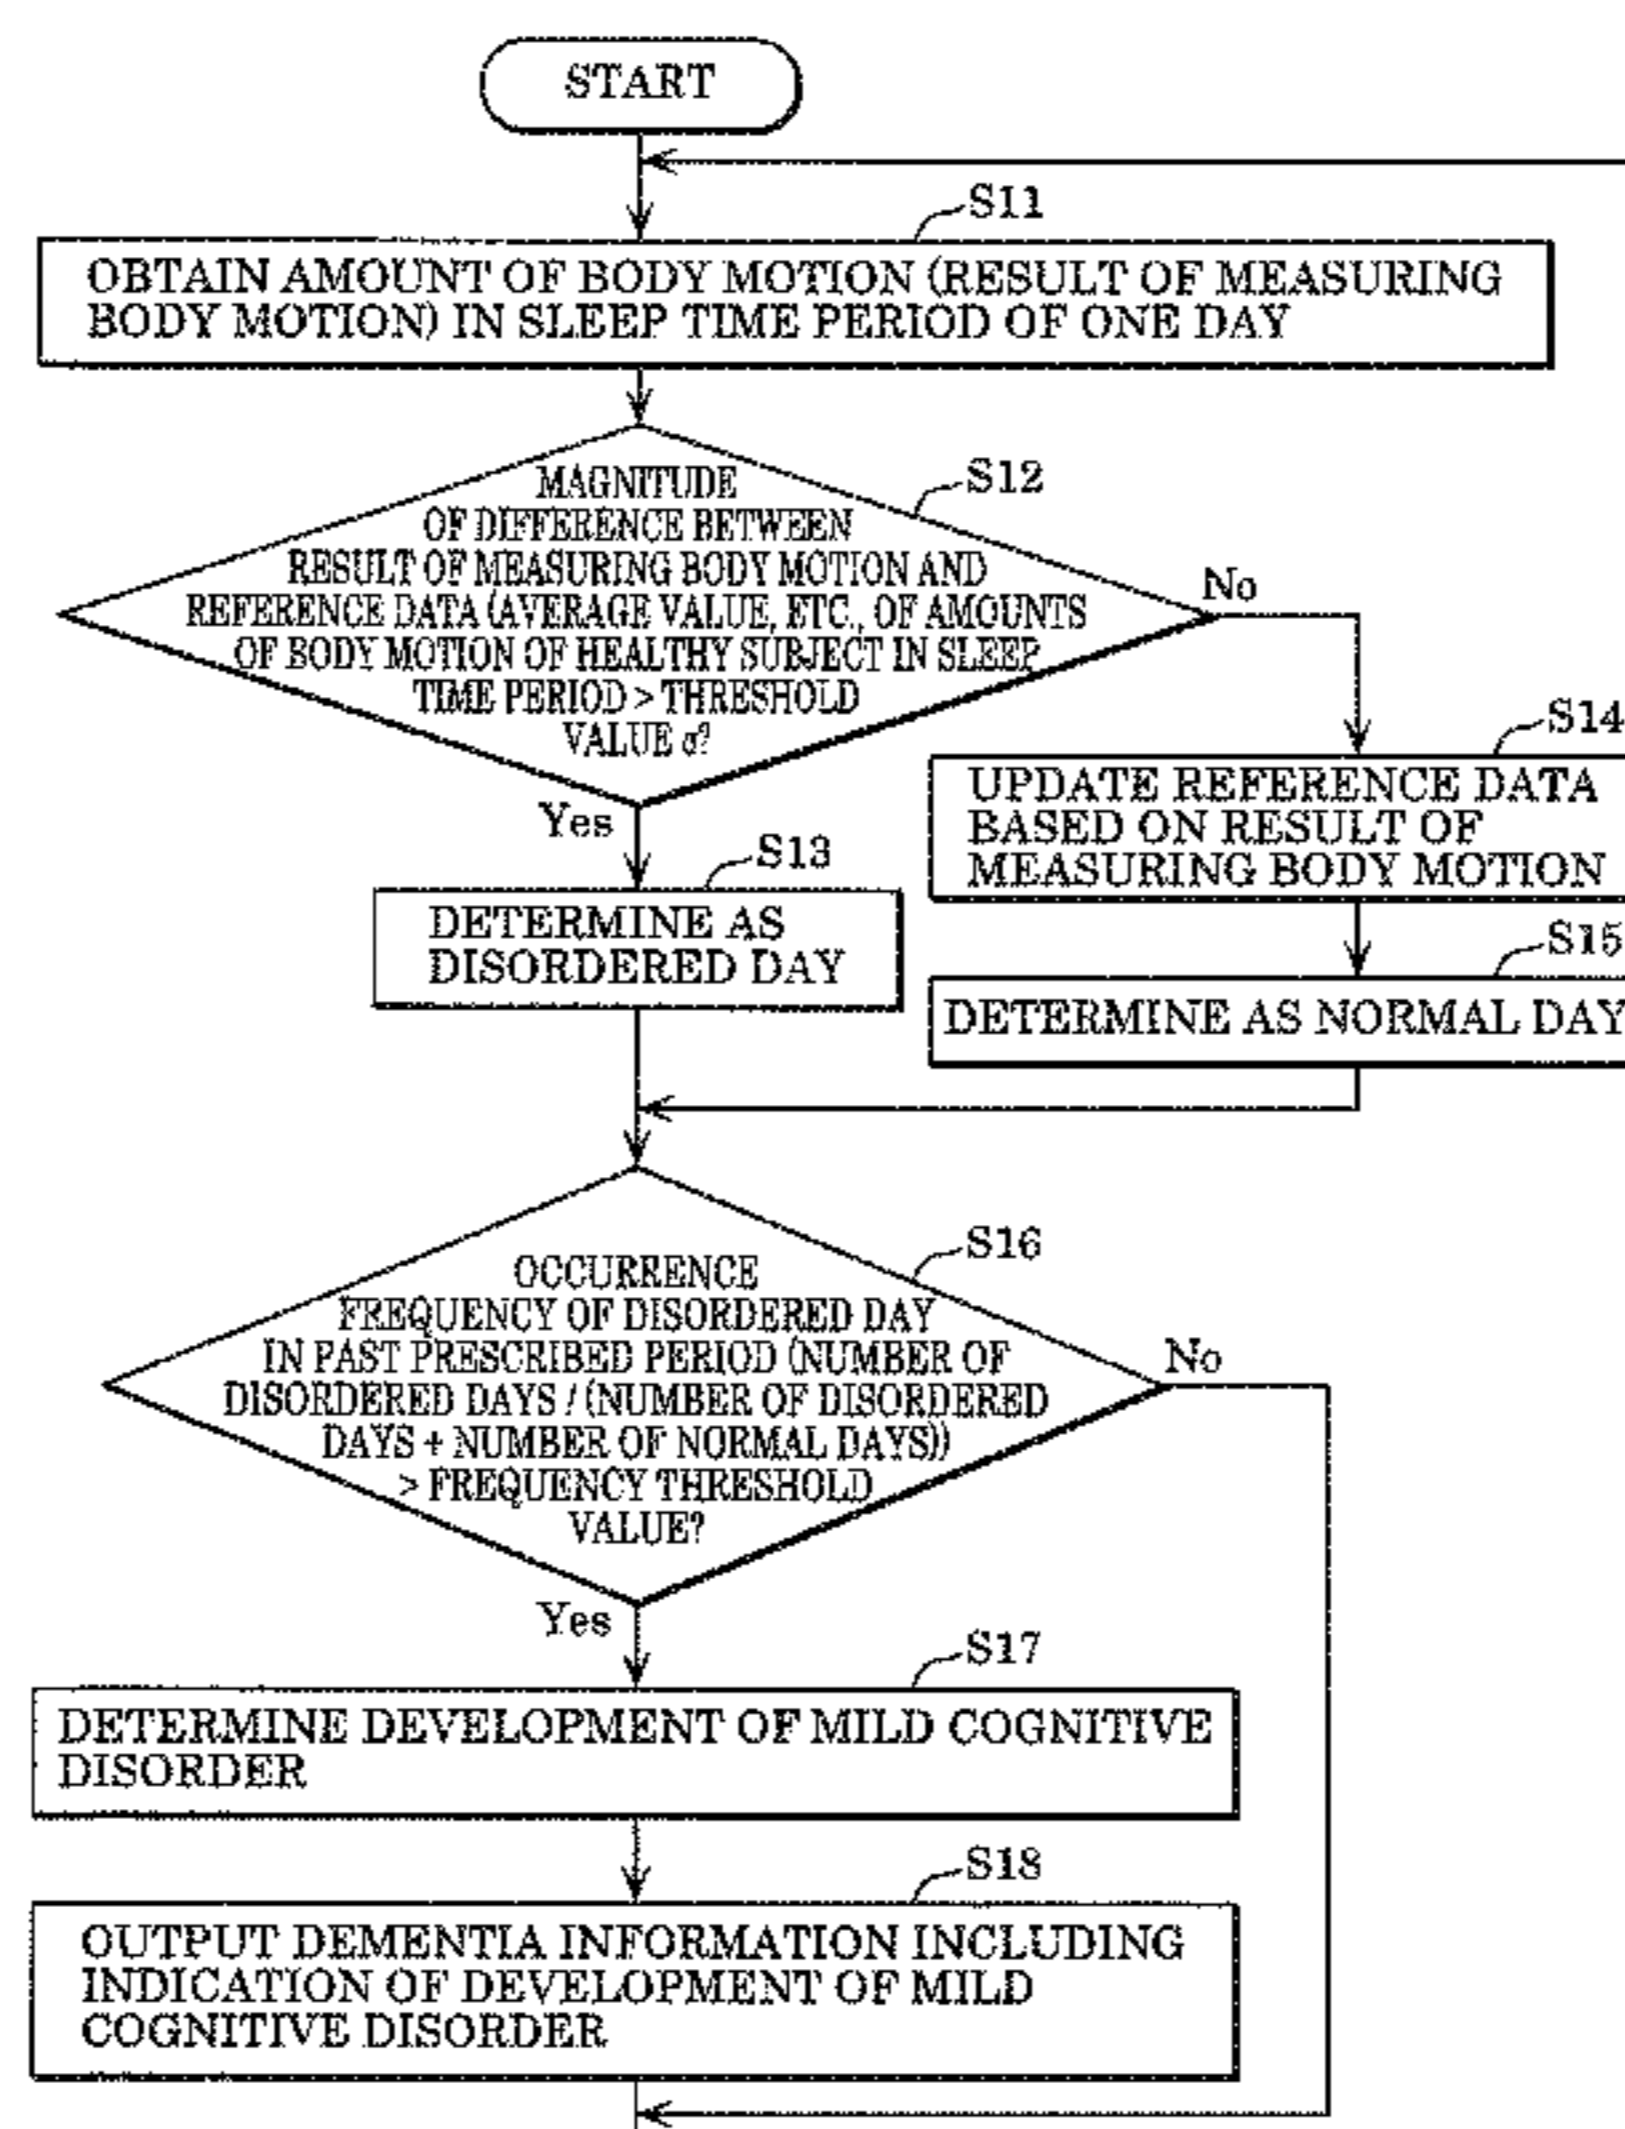 START
S11
OBTAIN AMOUNT OF BODY MOTION (RESULT OF MEASURING
BODY MOTION) IN SLEEP TIME PERIOD OF ONE DAY
S12
MAGNITUDE
OF DIFFERENCE BETWEEN
RESULT OF MEASURING BODY MOTION AND
REFERENCE DATA (AVERAGE VALUE, ETC., OF AMOUNTS
OF BODY MOTION OF HEALTHY SUBJECT IN SLEEP
TIME PERIOD > THRESHOLD
VALUE σ?
No
Yes
S14
UPDATE REFERENCE DATA
BASED ON RESULT OF
MEASURING BODY MOTION
S13
DETERMINE AS
DISORDERED DAY
S15
DETERMINE AS NORMAL DAY
S16
OCCURRENCE
FREQUENCY OF DISORDERED DAY
IN PAST PRESCRIBED PERIOD (NUMBER OF
DISORDERED DAYS / (NUMBER OF DISORDERED
DAYS + NUMBER OF NORMAL DAYS))
> FREQUENCY THRESHOLD
VALUE?
No
Yes
S17
DETERMINE DEVELOPMENT OF MILD COGNITIVE
DISORDER
S18
OUTPUT DEMENTIA INFORMATION INCLUDING
INDICATION OF DEVELOPMENT OF MILD
COGNITIVE DISORDER